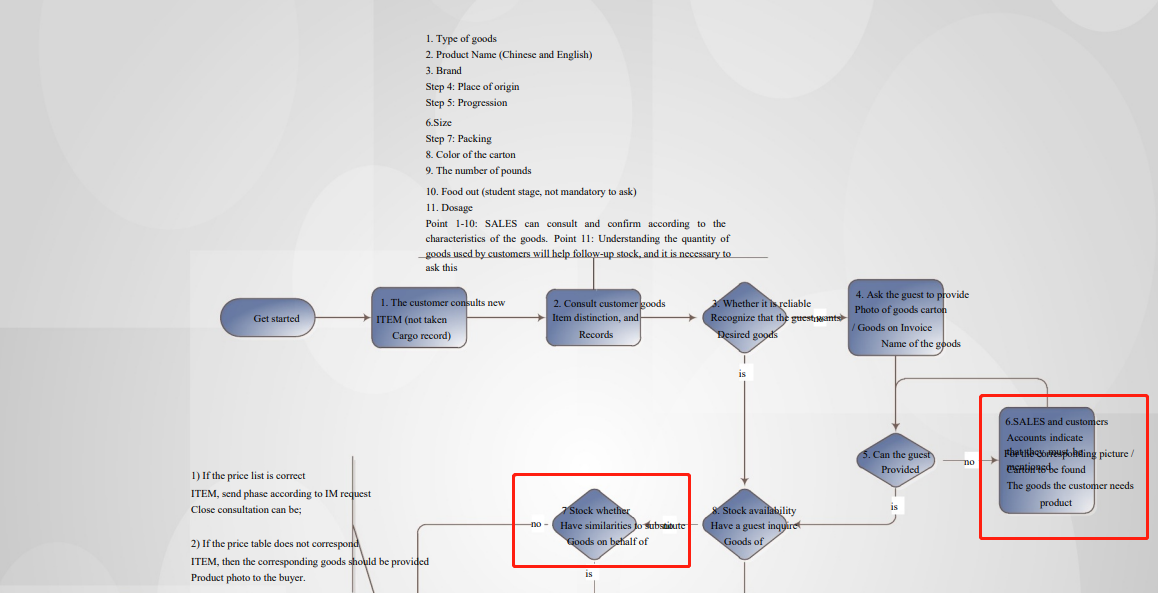 1. Type of goods
2. Product Name (Chinese and English)
3. Brand
Step 4: Place of origin
Step 5: Progression
6.Size
Step 7: Packing
8. Color of the carton
9. The number of pounds
10. Food out (student stage, not mandatory to ask)
11. Dosage
Point 1-10: SALES can consult and confirm according to the
characteristics of the goods. Point 11: Understanding the quantity of
goods used by customers will help follow-up stock, and it is necessary to
ask this
Get started
1. The customer consults new
ITEM (not taken
Cargo record)
2. Consult customer goods
Item distinction, and
Records
3. Whether it is reliable
Recognize that the guest wants
Desired goods
no
4. Ask the guest to provide
Photo of goods carton
/ Goods on Invoice
Name of the goods
is
5. Can the guest
Provided
no
is
6.SALES and customers
Accounts indicate
that they must be
For the corresponding picture /
mentioned
Carton to be found
The goods the customer needs
product
1) If the price list is correct
ITEM, send phase according to IM request
Close consultation can be;
2) If the price table does not correspond
ITEM, then the corresponding goods should be provided
Product photo to the buyer.
no
7 Stock whether
Have similarities to substitute
Goods on behalf of
is
no
8. Stock availability
Have a guest inquire
Goods of